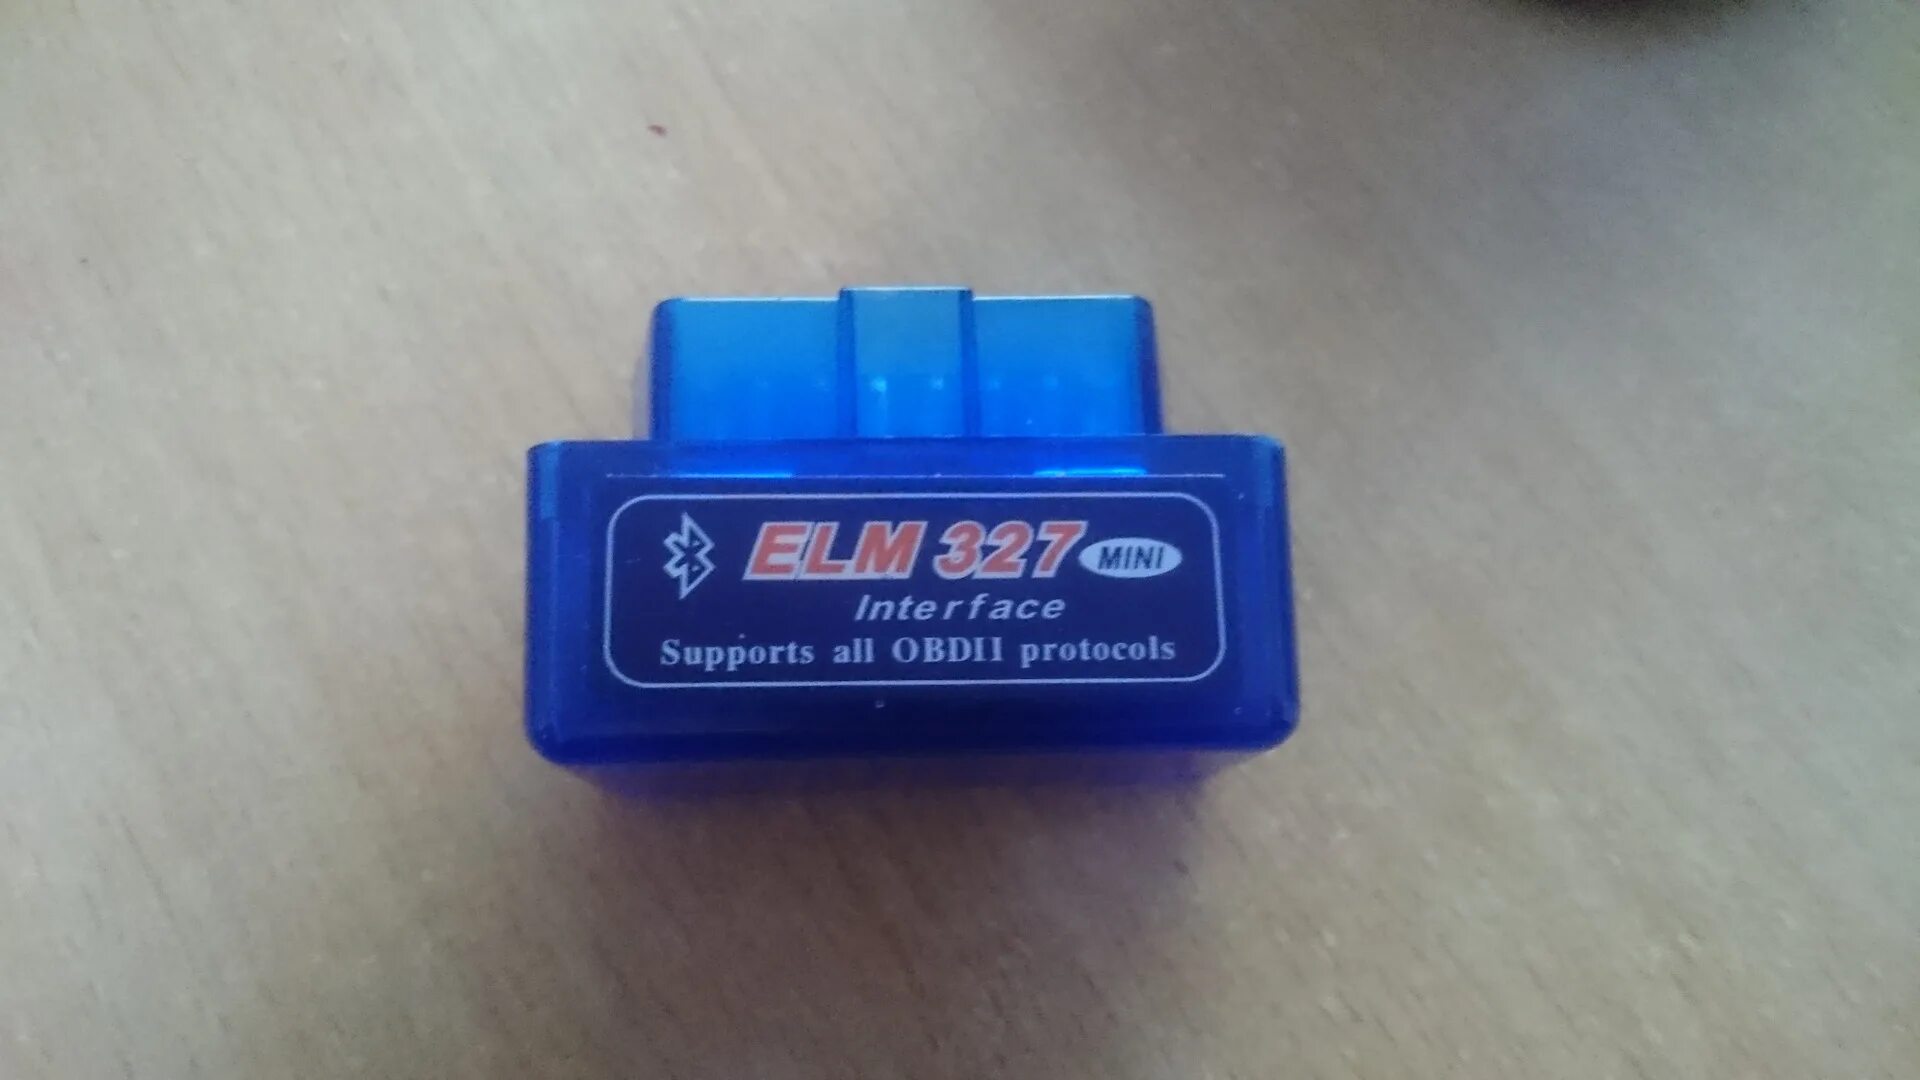 ELM 327 MINI
Interface
Supports all OBDII protocols